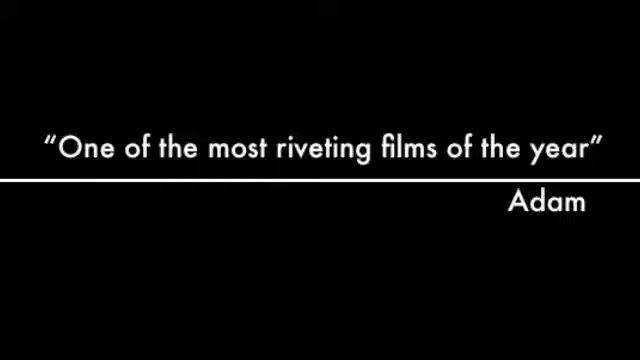 “One of the most riveting films of the year”
Adam